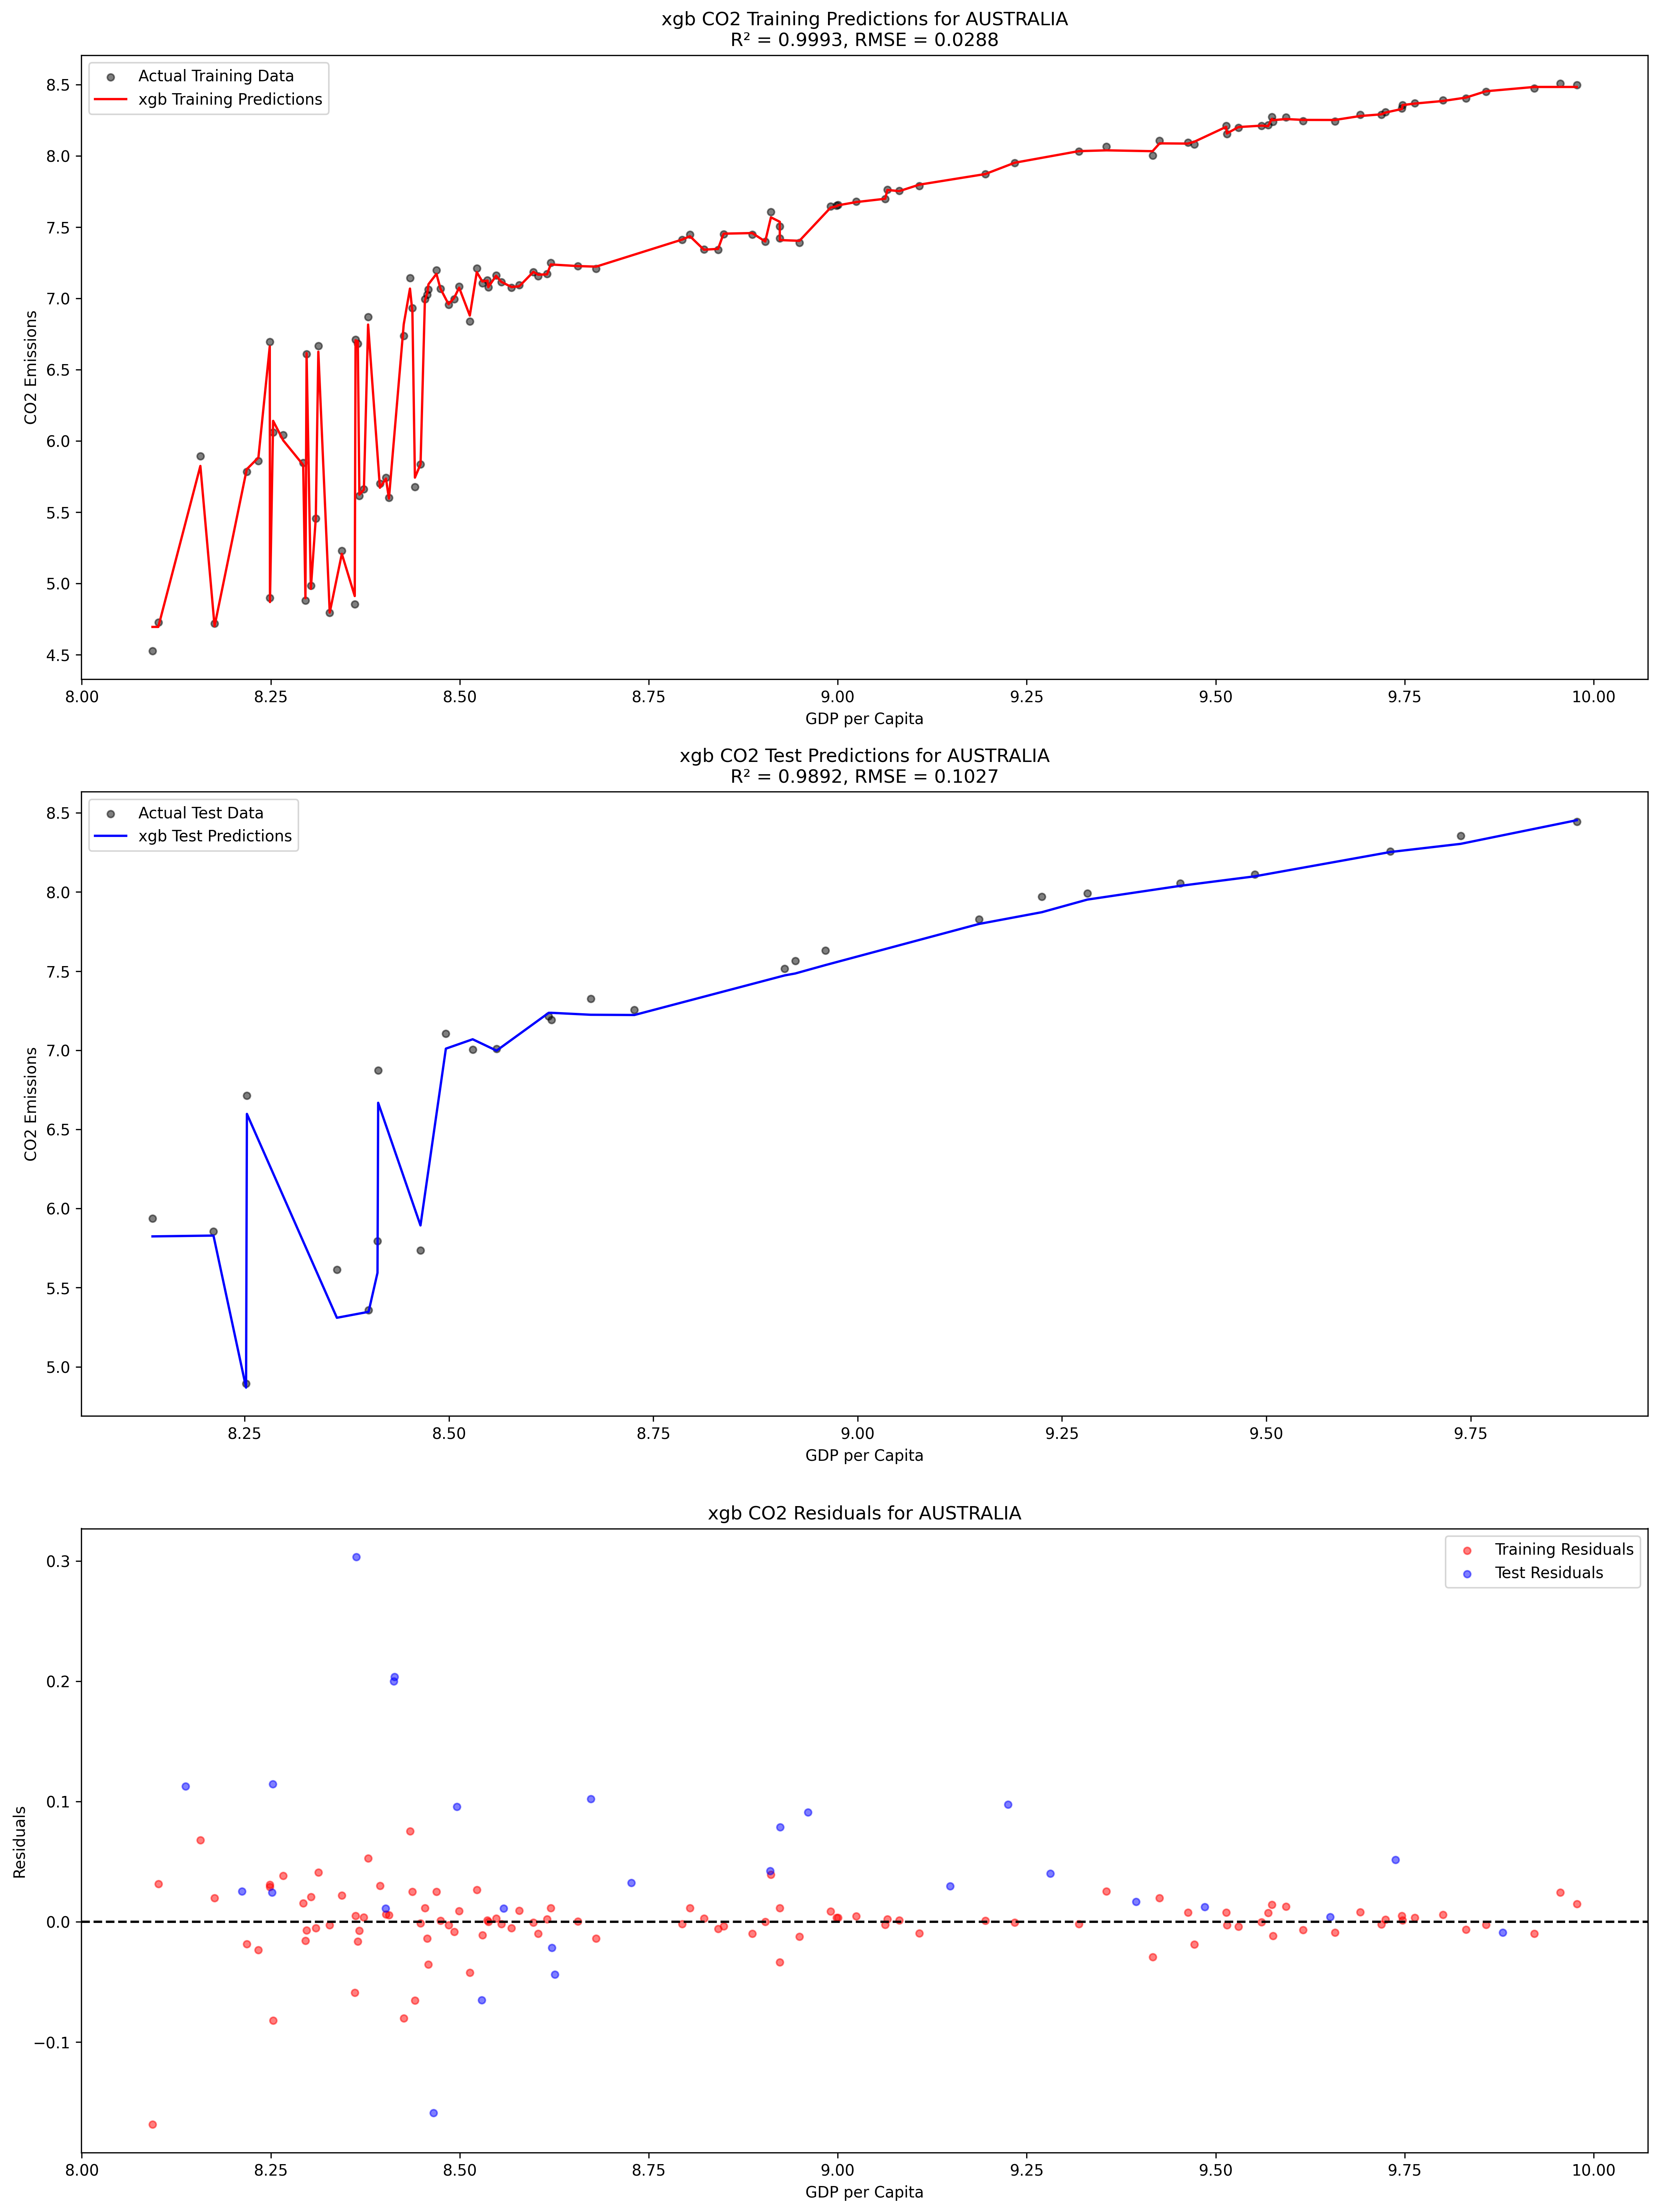 xgb CO2 Training Predictions for AUSTRALIA
R² = 0.9993, RMSE = 0.0288
Actual Training Data
xgb Training Predictions
CO2 Emissions
8.5
8.0
7.5
7.0
6.5
6.0
5.5
5.0
4.5
8.00 8.25 8.50 8.75 9.00 9.25 9.50 9.75 10.00
GDP per Capita
xgb CO2 Test Predictions for AUSTRALIA
R² = 0.9892, RMSE = 0.1027
Actual Test Data
xgb Test Predictions
CO2 Emissions
8.5
8.0
7.5
7.0
6.5
6.0
5.5
5.0
8.25 8.50 8.75 9.00 9.25 9.50 9.75
GDP per Capita
xgb CO2 Residuals for AUSTRALIA
Training Residuals
Test Residuals
Residuals
0.3
0.2
0.1
0.0
−0.1
8.00 8.25 8.50 8.75 9.00 9.25 9.50 9.75 10.00
GDP per Capita